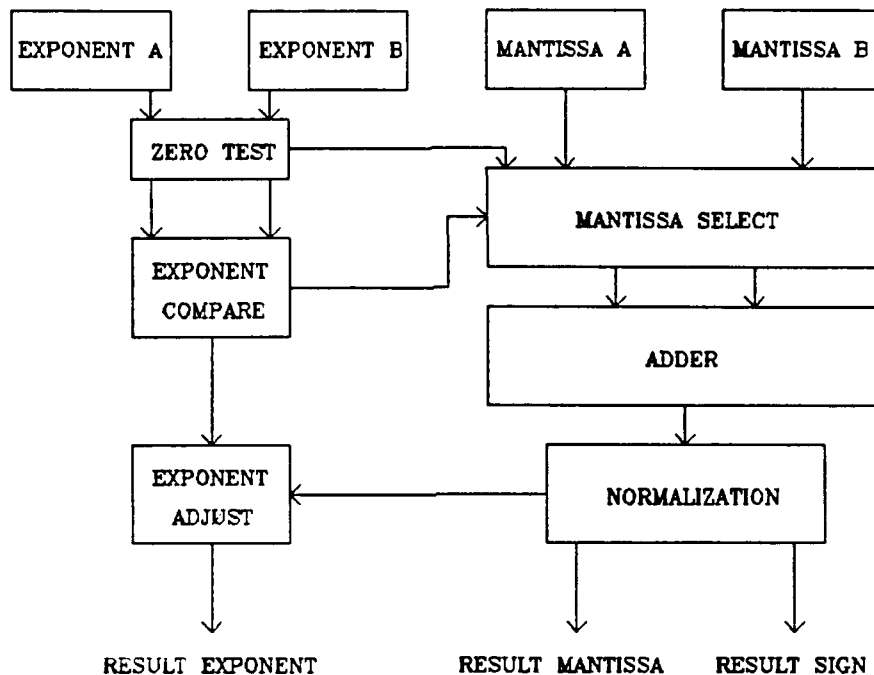 EXPONENT A
EXPONENT B
MANTISSA A
MANTISSA B
ZERO TEST
MANTISSA SELECT
EXPONENT
COMPARE
ADDER
EXPONENT
ADJUST
NORMALIZATION
RESULT EXPONENT
RESULT MANTISSA
RESULT SIGN